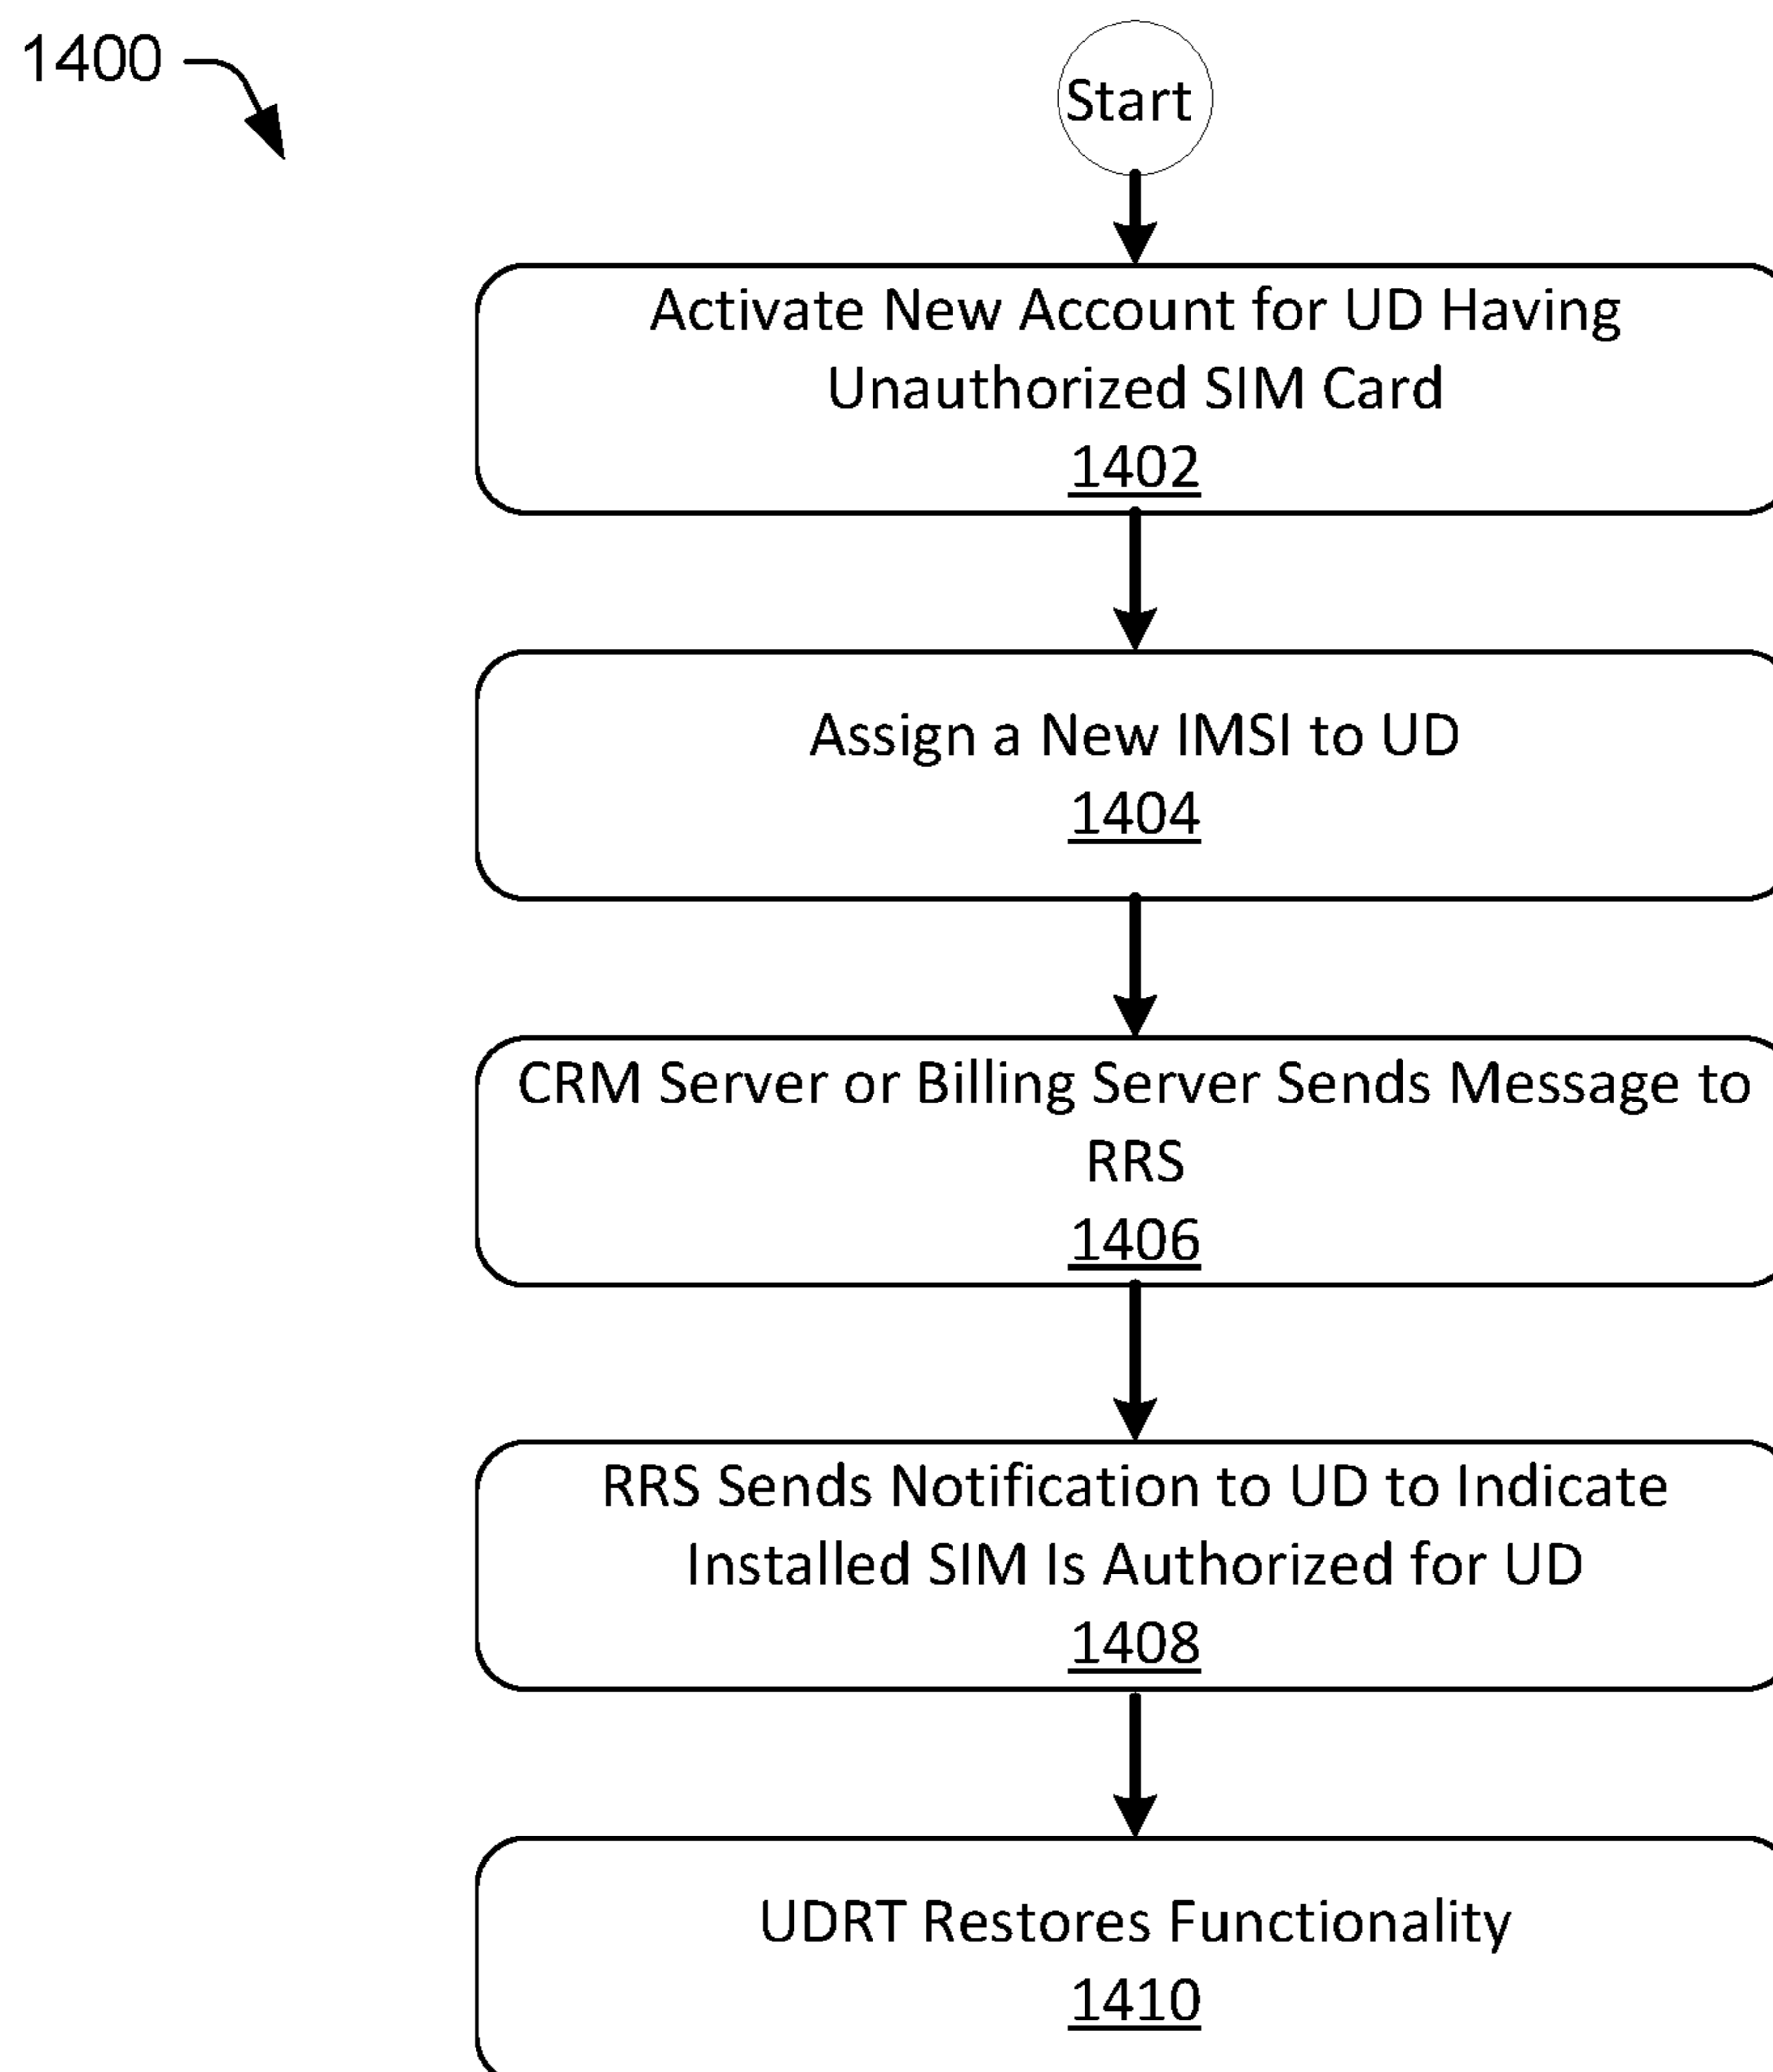 1400
Start
Activate New Account for UD Having
Unauthorized SIM Card
1402
Assign a New IMSI to UD
1404
CRM Server or Billing Server Sends Message to
RRS
1406
RRS Sends Notification to UD to Indicate
Installed SIM Is Authorized for UD
1408
UDRT Restores Functionality
1410